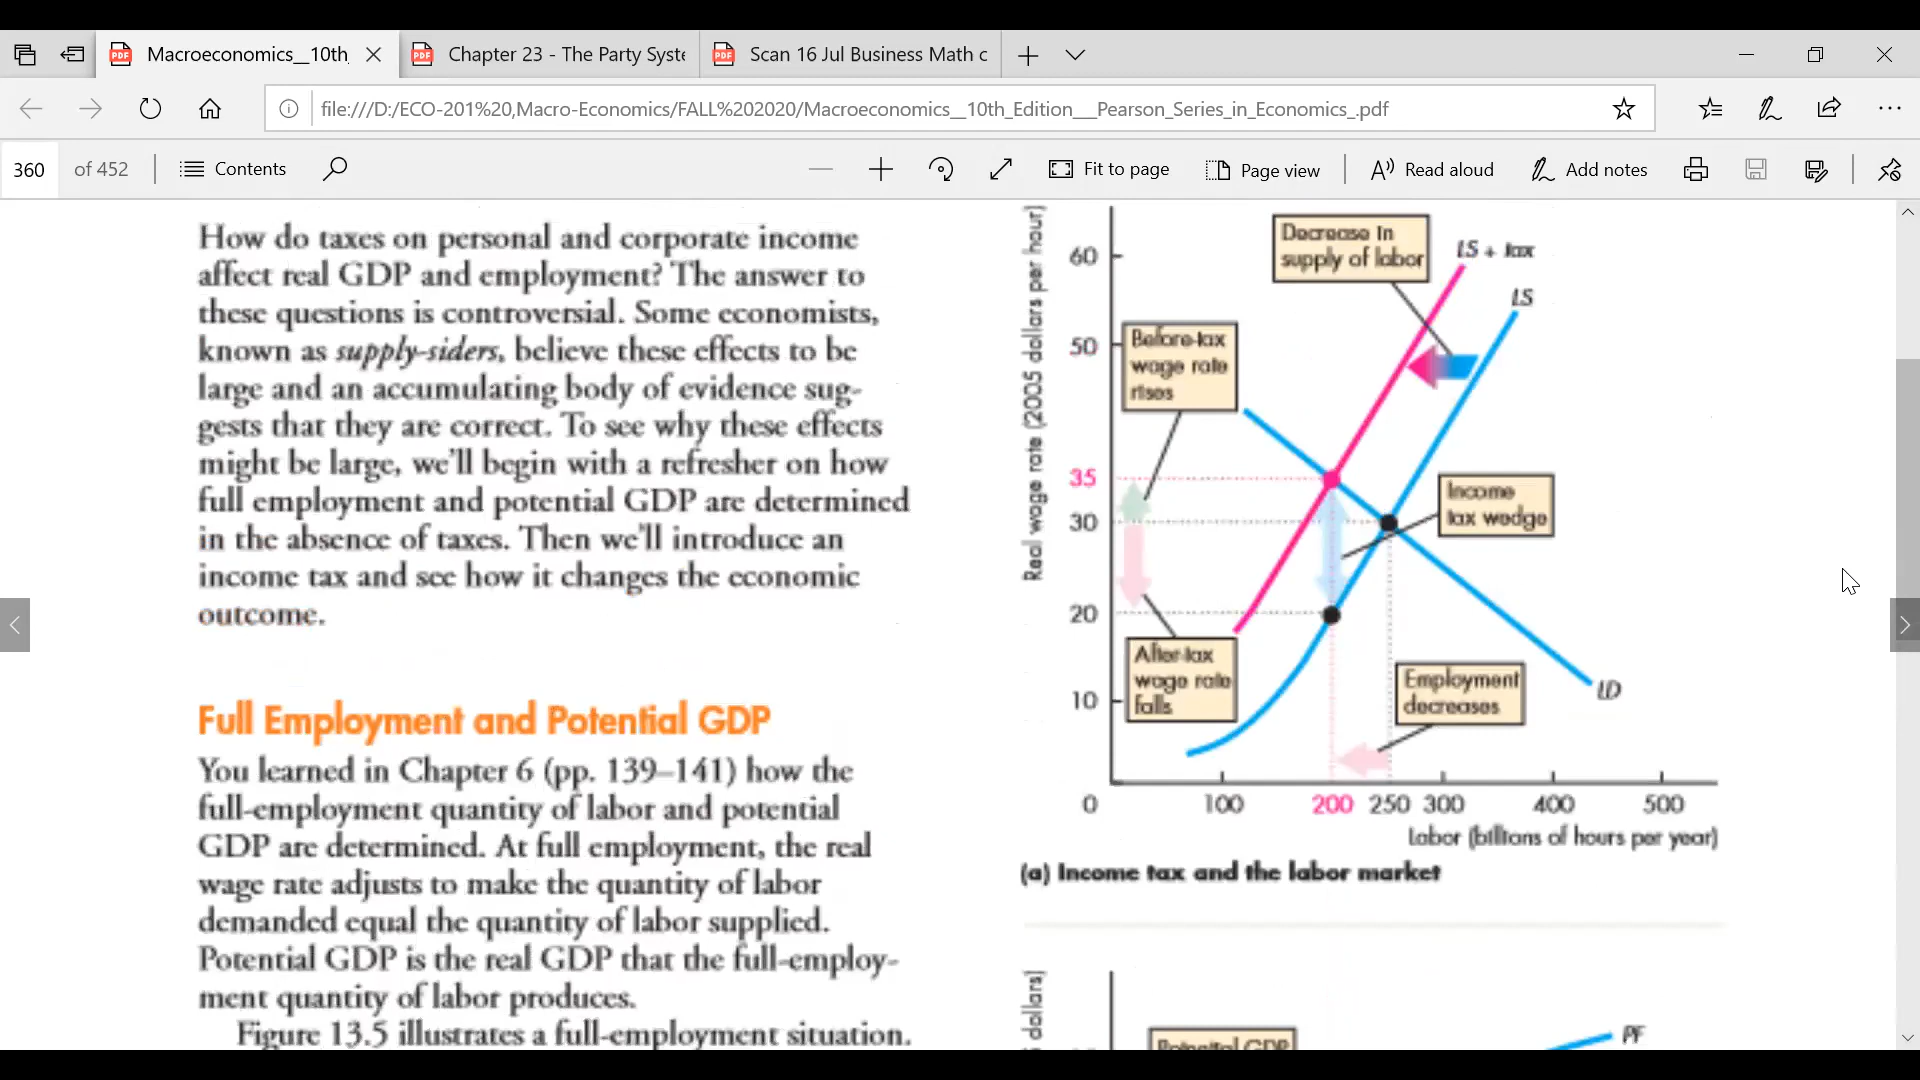 Macroeconomics__10th_
Chapter 23 - The Party Syste
Scan 16 Jul Business Math c
file:///D:/ECO-201%20,Macro-Economics/FALL%202020/Macroeconomics__10th_Edition___Pearson_Series_in_Economics_.pdf
360 of 452
Contents
Fit to page
Page view
Read aloud
Add notes
How do taxes on personal and corporate income
affect real GDP and employment? The answer to
these questions is controversial. Some economists,
known as supply-siders, believe these effects to be
large and an accumulating body of evidence sug-
gests that they are correct. To see why these effects
might be large, we'll begin with a refresher on how
full employment and potential GDP are determined
in the absence of taxes. Then we'll introduce an
income tax and see how it changes the economic
outcome.
Full Employment and Potential GDP
You learned in Chapter 6 (pp. 139–141) how the
full-employment quantity of labor and potential
GDP are determined. At full employment, the real
wage rate adjusts to make the quantity of labor
demanded equal the quantity of labor supplied.
Potential GDP is the real GDP that the full-employ-
ment quantity of labor produces.
Figure 13.5 illustrates a full-employment situation.
Real wage rate (2005 dollars per hour)
60
50
35
30
20
10
0
100
200
250
300
400
500
Decrease in
supply of labor
LS + tax
LS
Before-tax
wage rate
rises
Income
tax wedge
After-tax
wage rate
falls
Employment
decreases
LD
Labor (billions of hours per year)
(a) Income tax and the labor market
dollars)
Potential GDP
PF